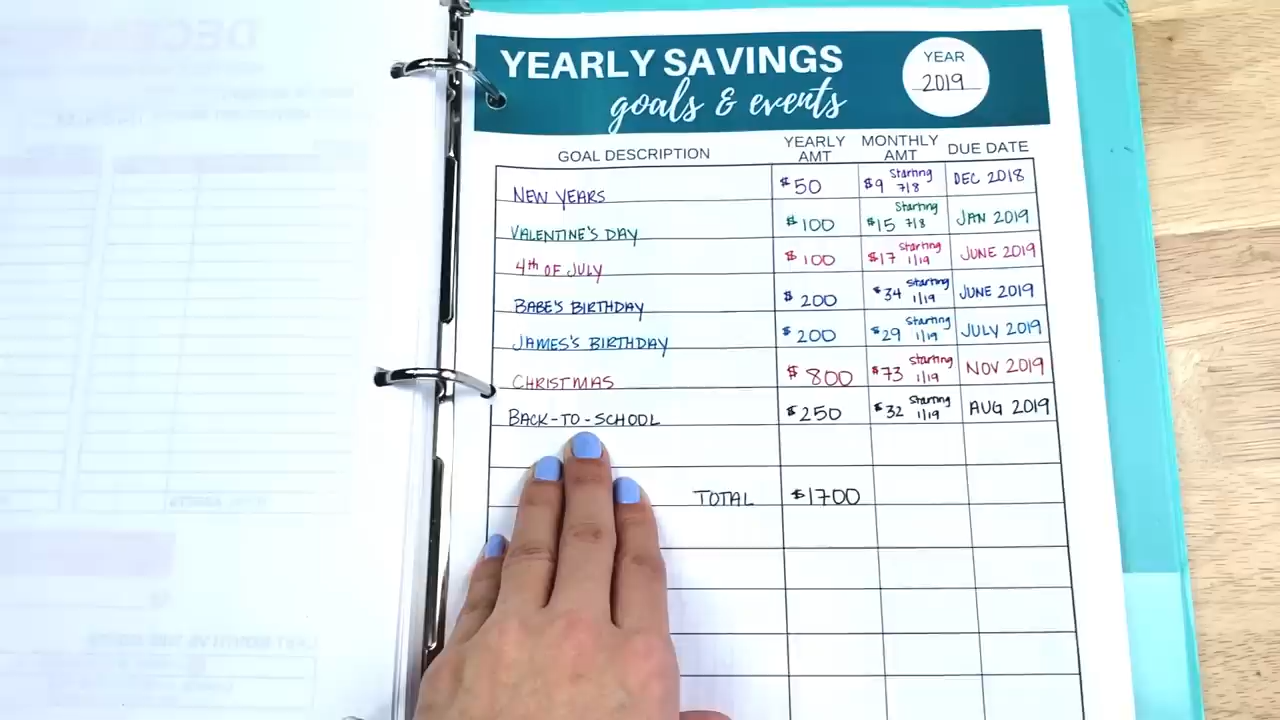 YEARLY SAVINGS
goals & events
YEAR
2019
GOAL DESCRIPTION YEARLY AMT MONTHLY AMT DUE DATE
NEW YEARS $50 $9 Starting 7/8 DEC 2018
VALENTINE'S DAY $100 $15 Starting 7/8 JAN 2019
4th OF JULY $100 $17 Starting 1/19 JUNE 2019
BABE'S BIRTHDAY $200 $34 Starting 1/19 JUNE 2019
JAMES'S BIRTHDAY $200 $29 Starting 1/19 JULY 2019
CHRISTMAS $800 $73 Starting 1/19 NOV 2019
BACK-TO-SCHOOL $250 $32 Starting 1/19 AUG 2019
TOTAL $1700